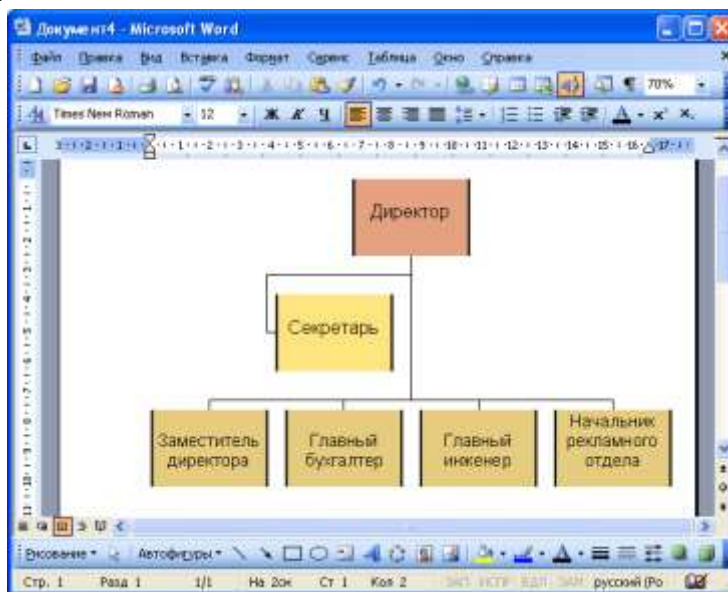 Документ4 - Microsoft Word
Файл Правка Вид Вставка Формат Сервис Таблица Окно Справка
70%
Times New Roman 12 Ж К Ч
Директор
Секретарь
Заместитель директора
Главный бухгалтер
Главный инженер
Начальник рекламного отдела
Рисование Автофигуры
Стр. 1 Разд 1 1/1 На 2см Ст 1 Кол 2 ЗАП ИСПР ВДЛ ЗАМ русский (Ро